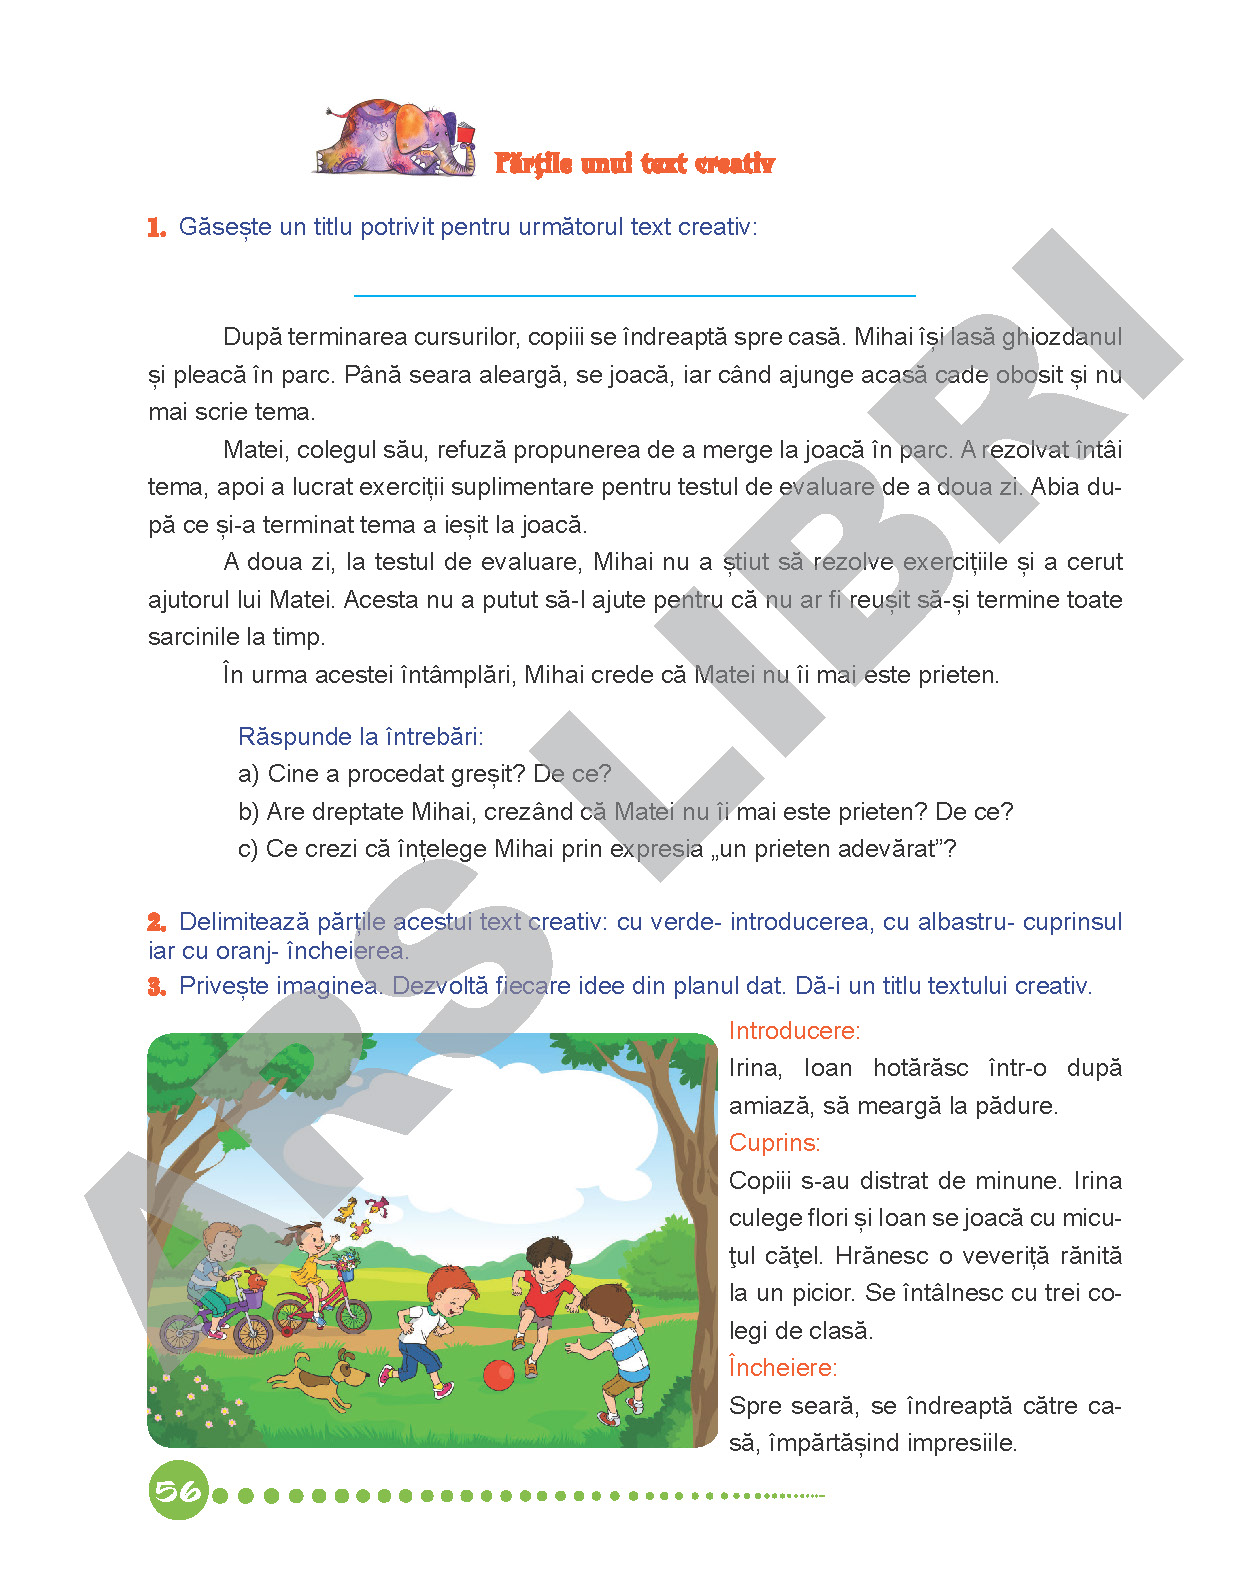 Părţile unui text creativ
1. Găsește un titlu potrivit pentru următorul text creativ:
După terminarea cursurilor, copiii se îndreaptă spre casă. Mihai își lasă ghiozdanul
și pleacă în parc. Până seara aleargă, se joacă, iar când ajunge acasă cade obosit și nu
mai scrie tema.
Matei, colegul său, refuză propunerea de a merge la joacă în parc. A rezolvat întâi
tema, apoi a lucrat exerciții suplimentare pentru testul de evaluare de a doua zi. Abia du-
pă ce și-a terminat tema a ieșit la joacă.
A doua zi, la testul de evaluare, Mihai nu a știut să rezolve exercițiile și a cerut
ajutorul lui Matei. Acesta nu a putut să-l ajute pentru că nu ar fi reușit să-și termine toate
sarcinile la timp.
În urma acestei întâmplări, Mihai crede că Matei nu îi mai este prieten.
Răspunde la întrebări:
a) Cine a procedat greșit? De ce?
b) Are dreptate Mihai, crezând că Matei nu îi mai este prieten? De ce?
c) Ce crezi că înțelege Mihai prin expresia „un prieten adevărat”?
2. Delimitează părțile acestui text creativ: cu verde- introducerea, cu albastru- cuprinsul
iar cu oranj- încheierea.
3. Privește imaginea. Dezvoltă fiecare idee din planul dat. Dă-i un titlu textului creativ.
Introducere:
Irina, Ioan hotărăsc într-o după
amiază, să meargă la pădure.
Cuprins:
Copiii s-au distrat de minune. Irina
culege flori și Ioan se joacă cu micu-
ţul căţel. Hrănesc o veveriță rănită
la un picior. Se întâlnesc cu trei co-
legi de clasă.
Încheiere:
Spre seară, se îndreaptă către ca-
să, împărtășind impresiile.
56
ARS LIBRI